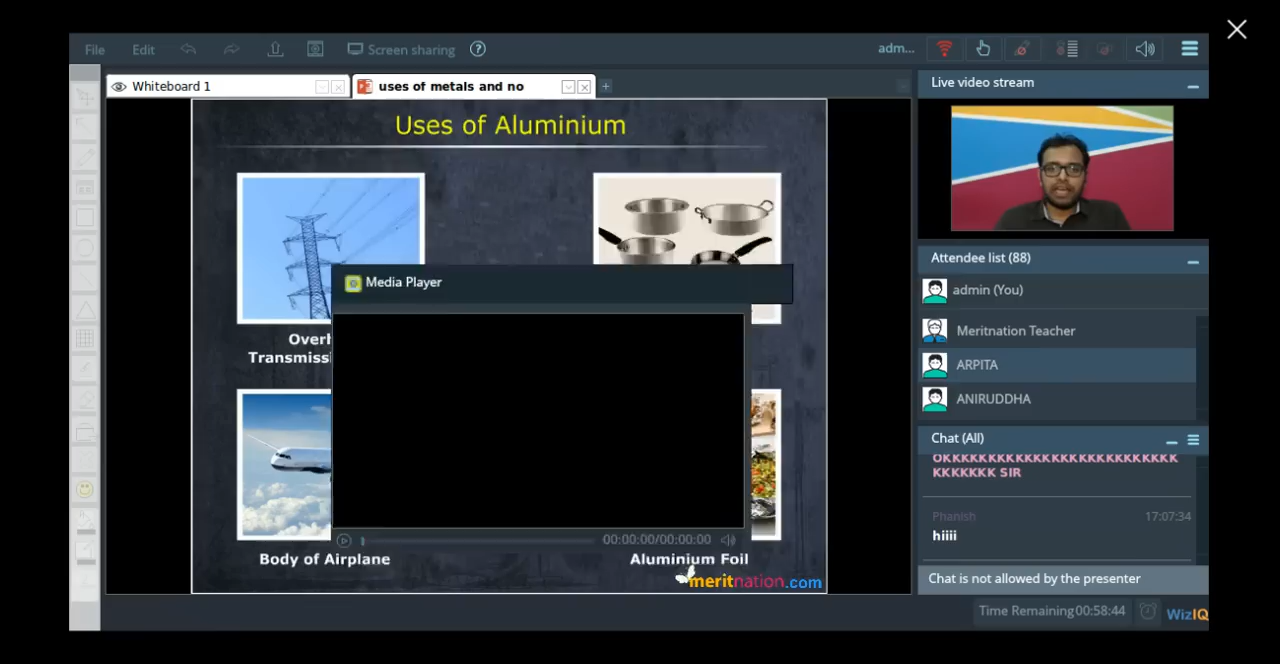 File Edit Screen sharing ? adm...
Whiteboard 1
uses of metals and no
Uses of Aluminium
Media Player
Overh
Transmissi
00:00:00/00:00:00
Body of Airplane
Aluminium Foil
meritnation.com
Live video stream
Attendee list (88)
admin (You)
Meritnation Teacher
ARPITA
ANIRUDDHA
Chat (All)
OKKKKKKKKKKKKKKKKKKKKKKKKK
KKKKKKK SIR
Phanish 17:07:34
hiiii
Chat is not allowed by the presenter
Time Remaining 00:58:44
WizIQ